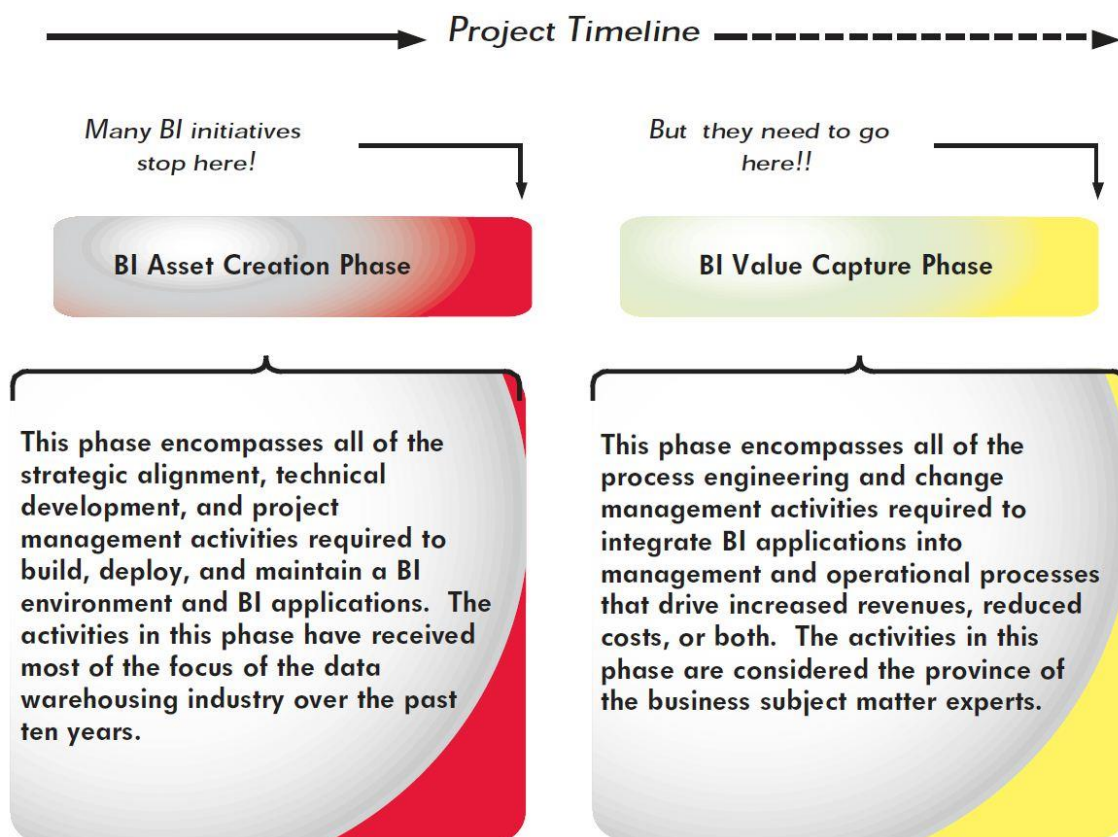 Project Timeline
Many BI initiatives
stop here!
But they need to go
here!!
BI Asset Creation Phase
BI Value Capture Phase
This phase encompasses all of the
strategic alignment, technical
development, and project
management activities required to
build, deploy, and maintain a BI
environment and BI applications. The
activities in this phase have received
most of the focus of the data
warehousing industry over the past
ten years.
This phase encompasses all of the
process engineering and change
management activities required to
integrate BI applications into
management and operational processes
that drive increased revenues, reduced
costs, or both. The activities in this
phase are considered the province of
the business subject matter experts.